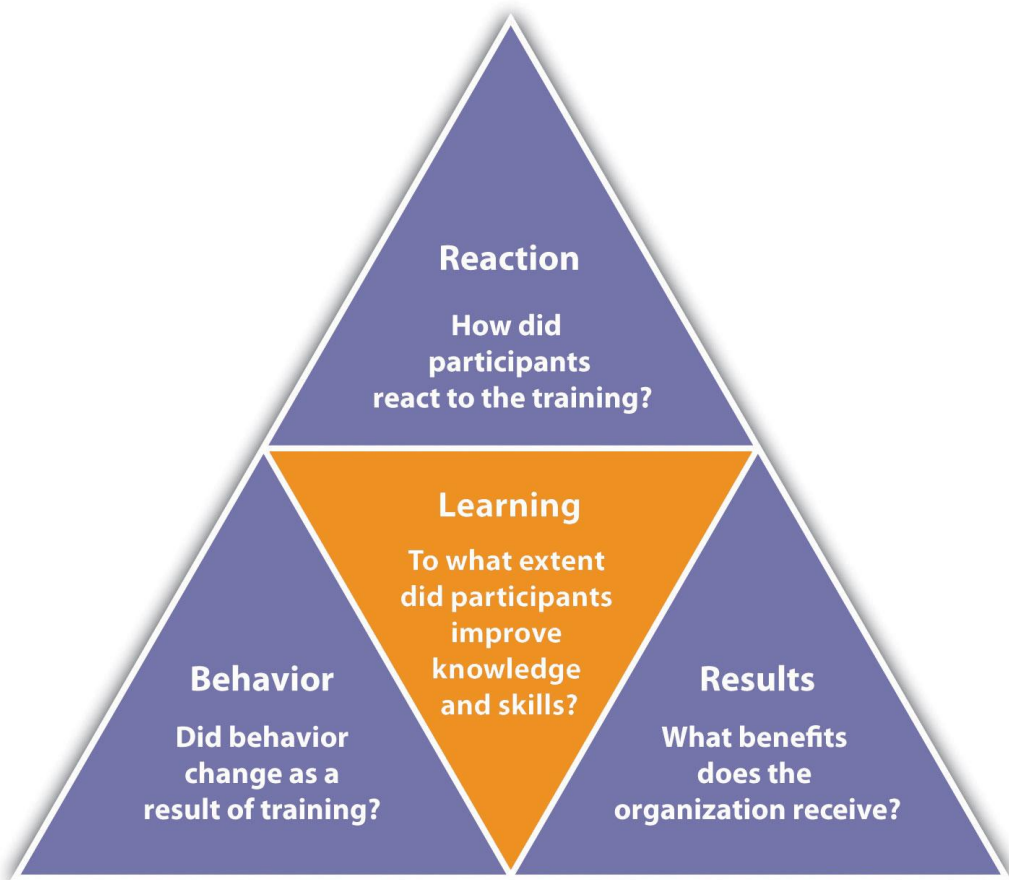 Reaction
How did
participants
react to the training?
Learning
To what extent
did participants
improve
knowledge
and skills?
Behavior
Did behavior
change as a
result of training?
Results
What benefits
does the
organization receive?